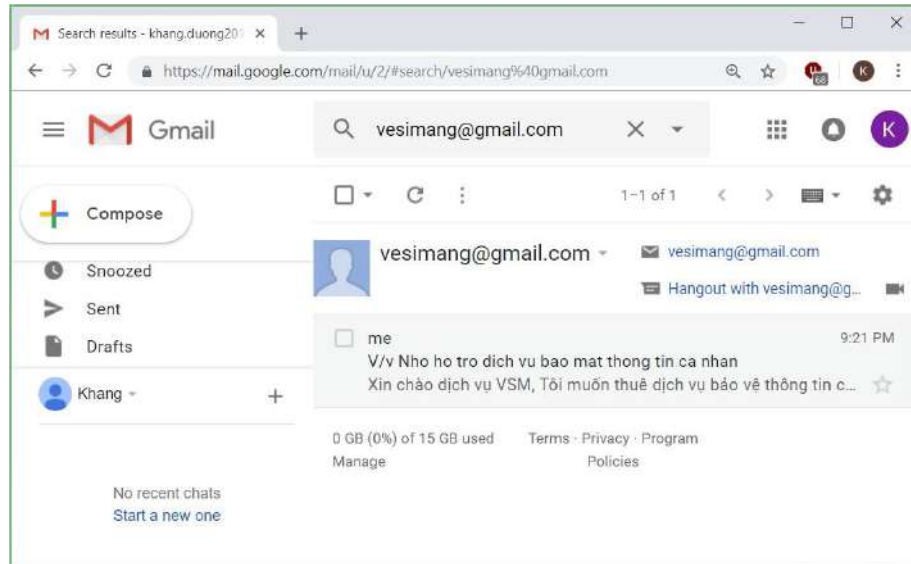 Search results - khang.duong201
https://mail.google.com/mail/u/2/#search/vesimang%40gmail.com
68
K
Gmail
vesimang@gmail.com
K
Compose
1–1 of 1
Snoozed
Sent
Drafts
Khang
vesimang@gmail.com
vesimang@gmail.com
Hangout with vesimang@g...
me
9:21 PM
V/v Nho ho tro dich vu bao mat thong tin ca nhan
Xin chào dịch vụ VSM, Tôi muốn thuê dịch vụ bảo vệ thông tin c...
0 GB (0%) of 15 GB used
Manage
Terms · Privacy · Program
Policies
No recent chats
Start a new one